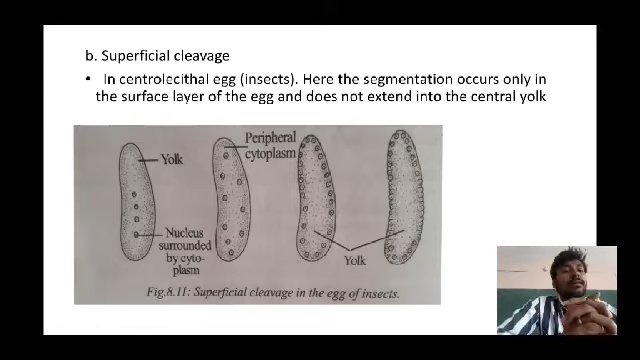 b. Superficial cleavage
• In centrolecithal egg (insects). Here the segmentation occurs only in
the surface layer of the egg and does not extend into the central yolk
Peripheral
cytoplasm
Yolk
Nucleus
surrounded
by cyto-
plasm
Yolk
Fig.8.11: Superficial cleavage in the egg of insects.